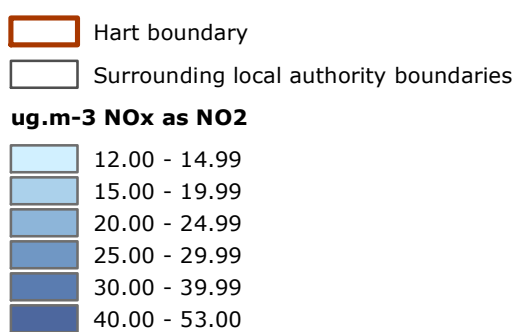 Hart boundary
Surrounding local authority boundaries
ug.m-3 NOx as NO2
12.00 - 14.99
15.00 - 19.99
20.00 - 24.99
25.00 - 29.99
30.00 - 39.99
40.00 - 53.00